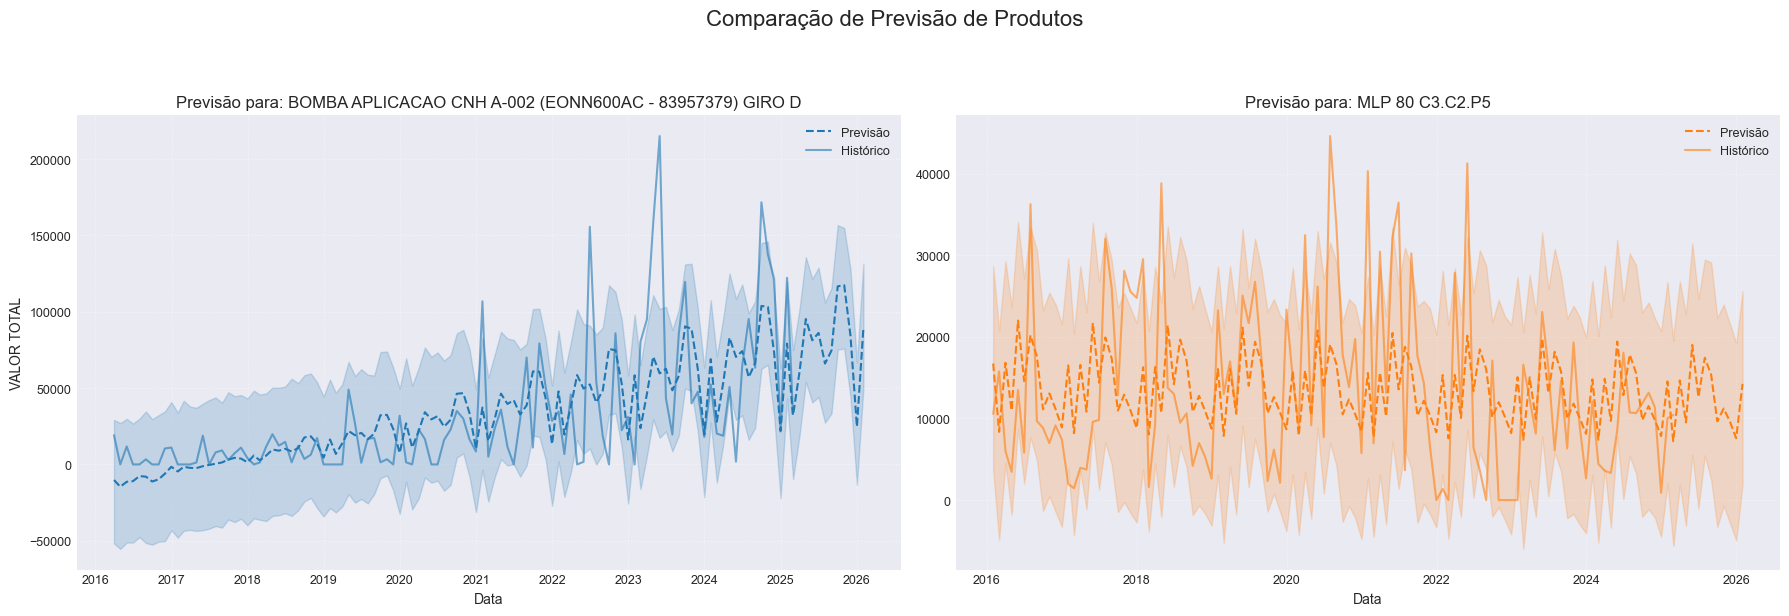 Comparação de Previsão de Produtos
Previsão para: BOMBA APLICACAO CNH A-002 (EONN600AC - 83957379) GIRO D
Previsão
Histórico
VALOR TOTAL
200000
150000
100000
50000
0
−50000
2016
2017
2018
2019
2020
2021
2022
2023
2024
2025
2026
Data
Previsão para: MLP 80 C3.C2.P5
Previsão
Histórico
40000
30000
20000
10000
0
2016
2018
2020
2022
2024
2026
Data